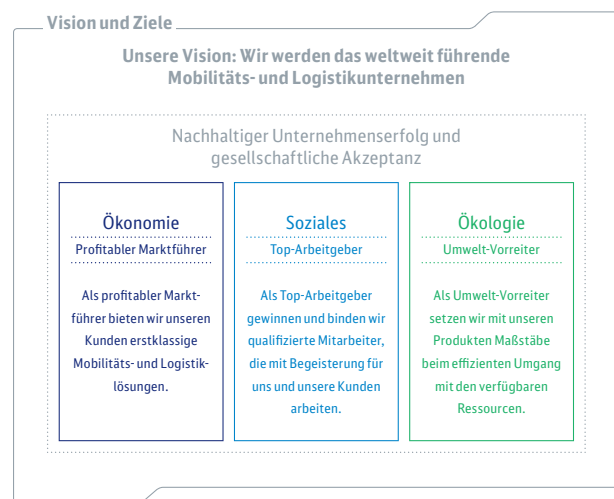 Vision und Ziele
Unsere Vision: Wir werden das weltweit führende
Mobilitäts- und Logistikunternehmen
Nachhaltiger Unternehmenserfolg und
gesellschaftliche Akzeptanz
Ökonomie
Profitabler Marktführer
Als profitabler Markt-
führer bieten wir unseren
Kunden erstklassige
Mobilitäts- und Logistik-
lösungen.
Soziales
Top-Arbeitgeber
Als Top-Arbeitgeber
gewinnen und binden wir
qualifizierte Mitarbeiter,
die mit Begeisterung für
uns und unsere Kunden
arbeiten.
Ökologie
Umwelt-Vorreiter
Als Umwelt-Vorreiter
setzen wir mit unseren
Produkten Maßstäbe
beim effizienten Umgang
mit den verfügbaren
Ressourcen.